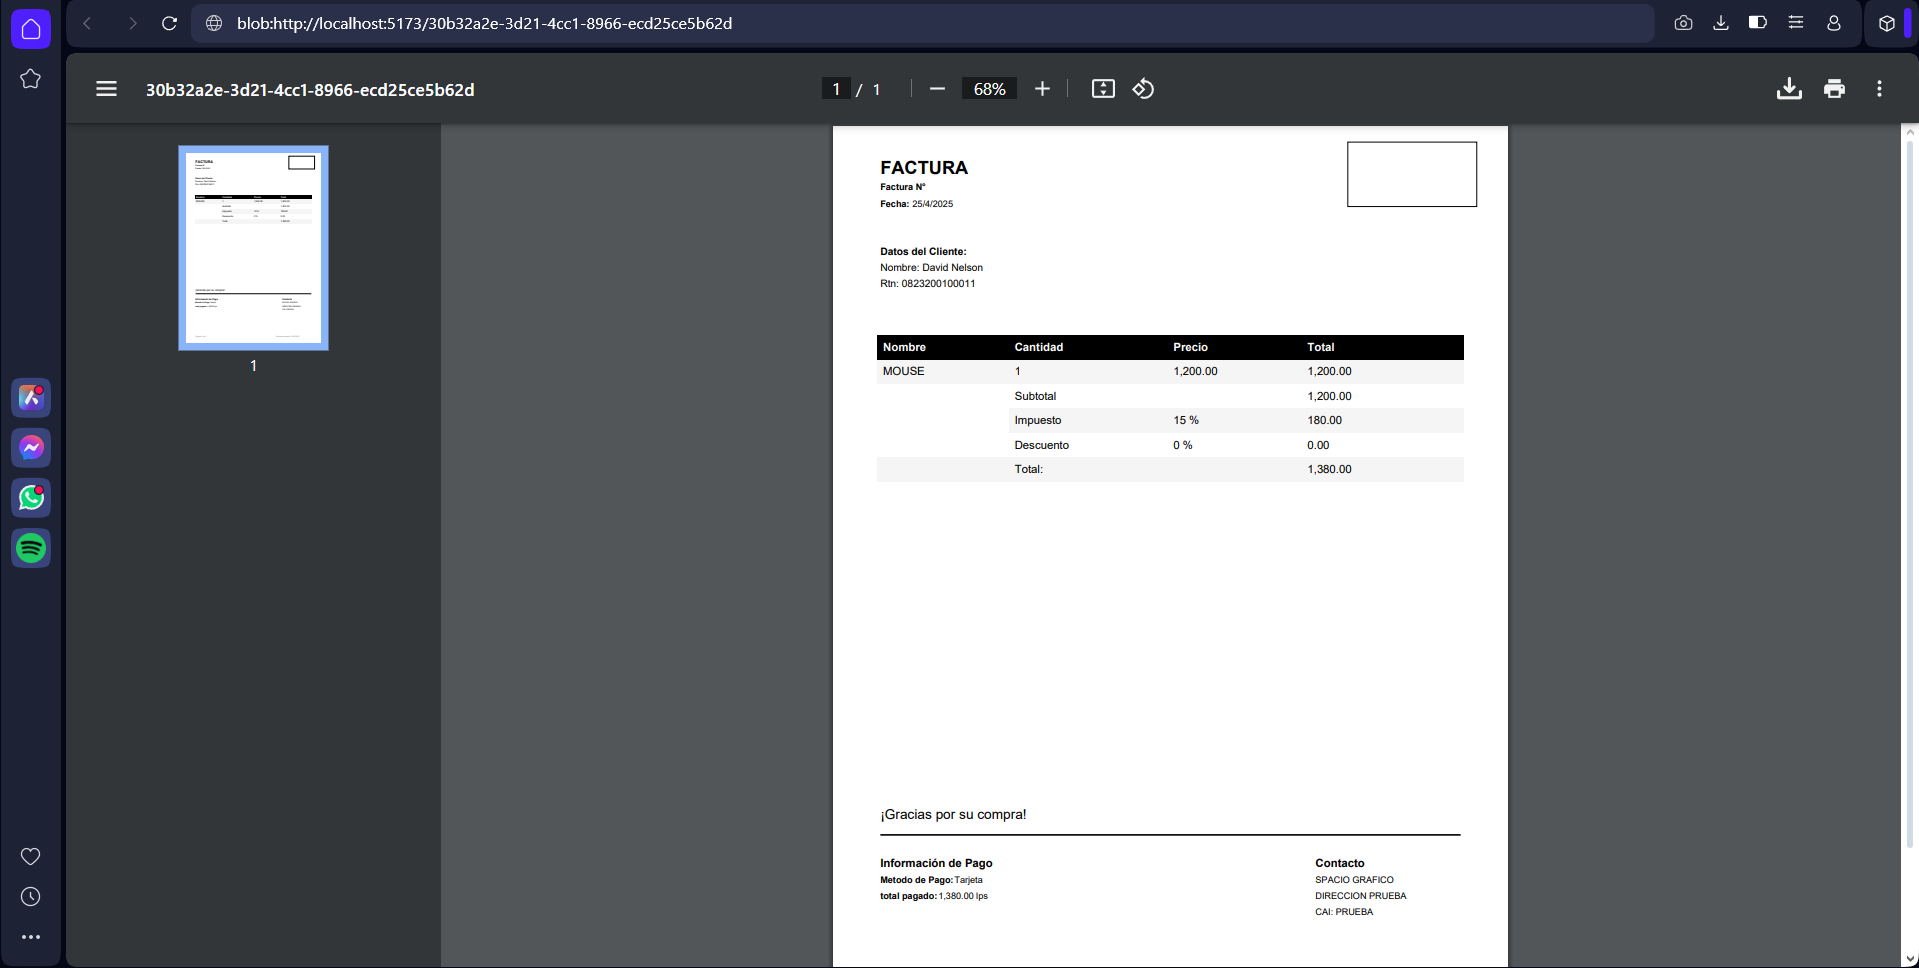 blob:http://localhost:5173/30b32a2e-3d21-4cc1-8966-ecd25ce5b62d
30b32a2e-3d21-4cc1-8966-ecd25ce5b62d
1 / 1
68%
1
FACTURA
Factura N°
Fecha: 25/4/2025
Datos del Cliente:
Nombre: David Nelson
Rtn: 0823200100011
Nombre Cantidad Precio Total
MOUSE 1 1,200.00 1,200.00
Subtotal 1,200.00
Impuesto 15 % 180.00
Descuento 0 % 0.00
Total: 1,380.00
¡Gracias por su compra!
Información de Pago
Metodo de Pago: Tarjeta
total pagado: 1,380.00 lps
Contacto
SPACIO GRAFICO
DIRECCION PRUEBA
CAI: PRUEBA